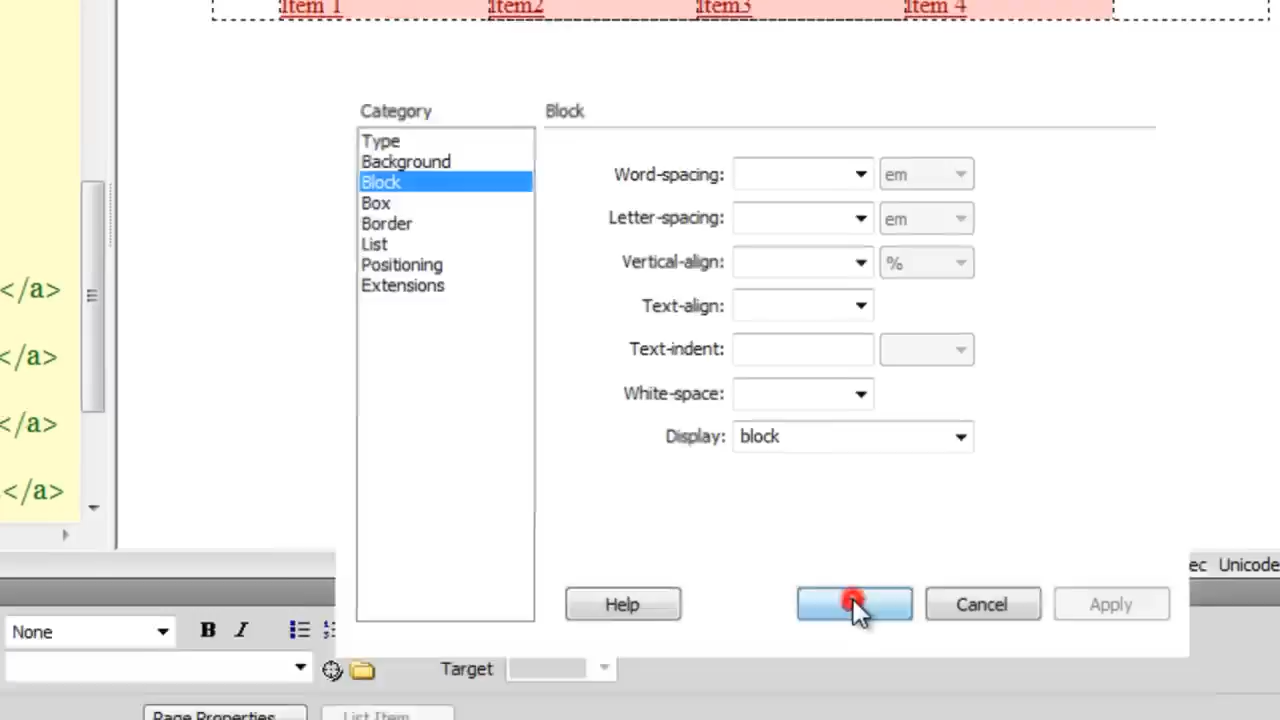 Item 1 Item2 Item3 Item 4
Category
Block
Type
Background
Block
Box
Border
List
Positioning
Extensions
Word-spacing: em
Letter-spacing: em
Vertical-align: %
Text-align:
Text-indent:
White-space:
Display: block
</a>
</a>
</a>
</a>
Help Cancel Apply
ec Unicode
None B I
Target
Page Properties... List Item...